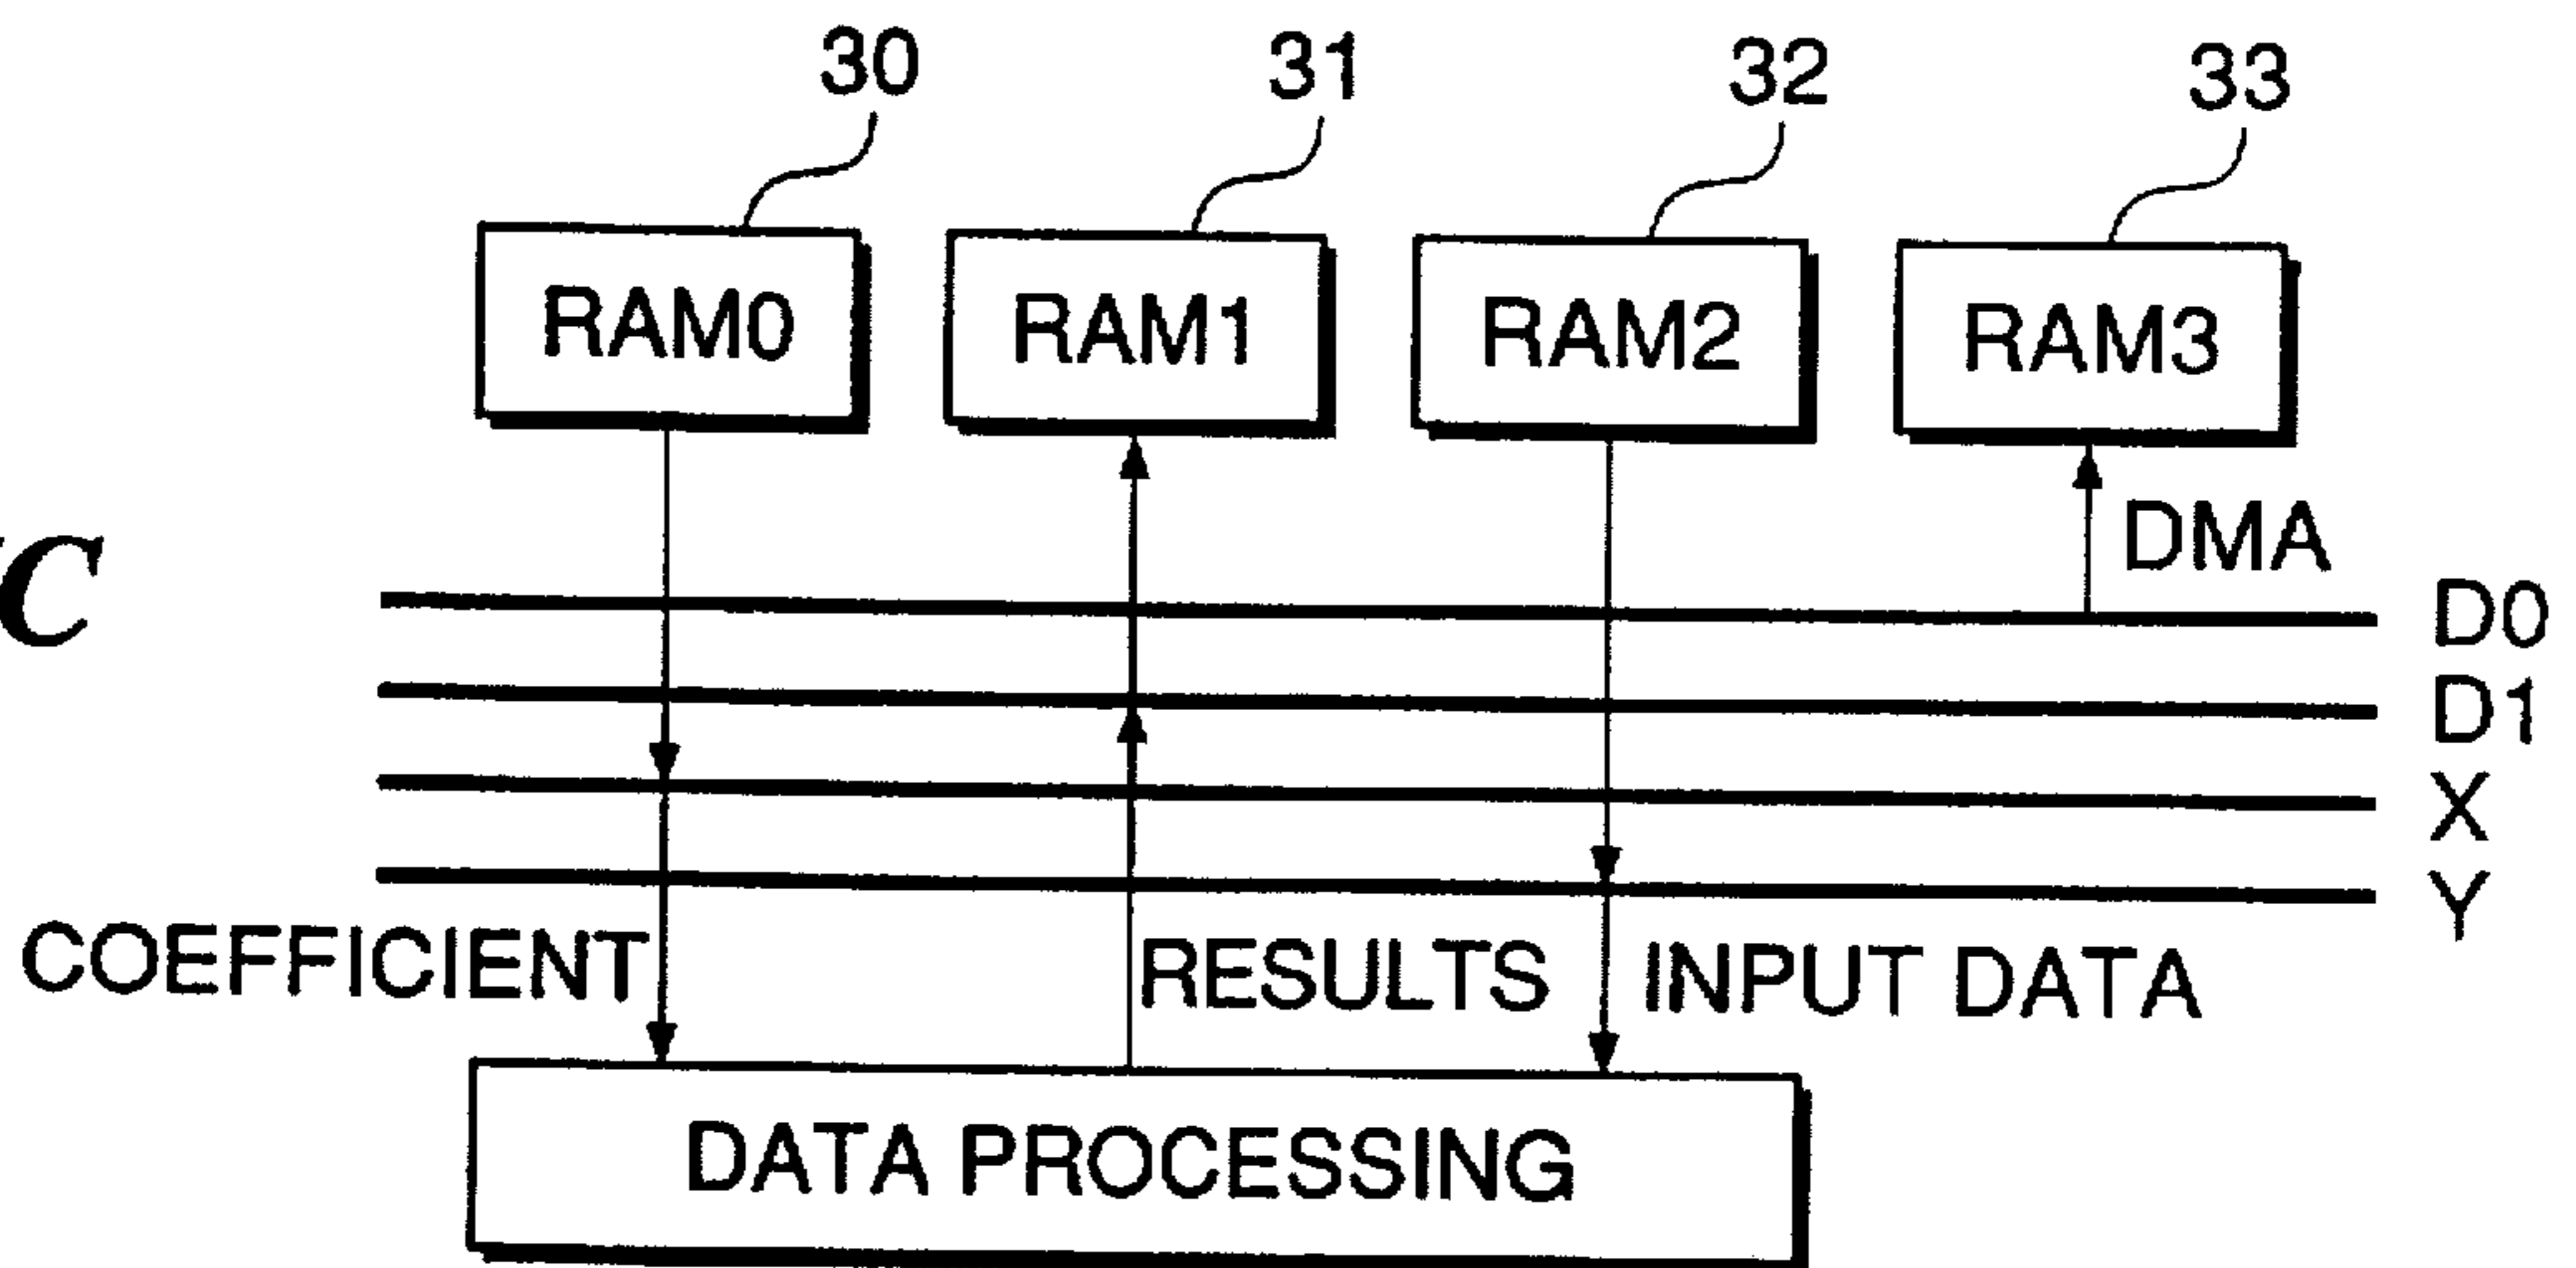 30 31 32 33
RAM0 RAM1 RAM2 RAM3
DMA
C
D0
D1
X
Y
COEFFICIENT RESULTS INPUT DATA
DATA PROCESSING